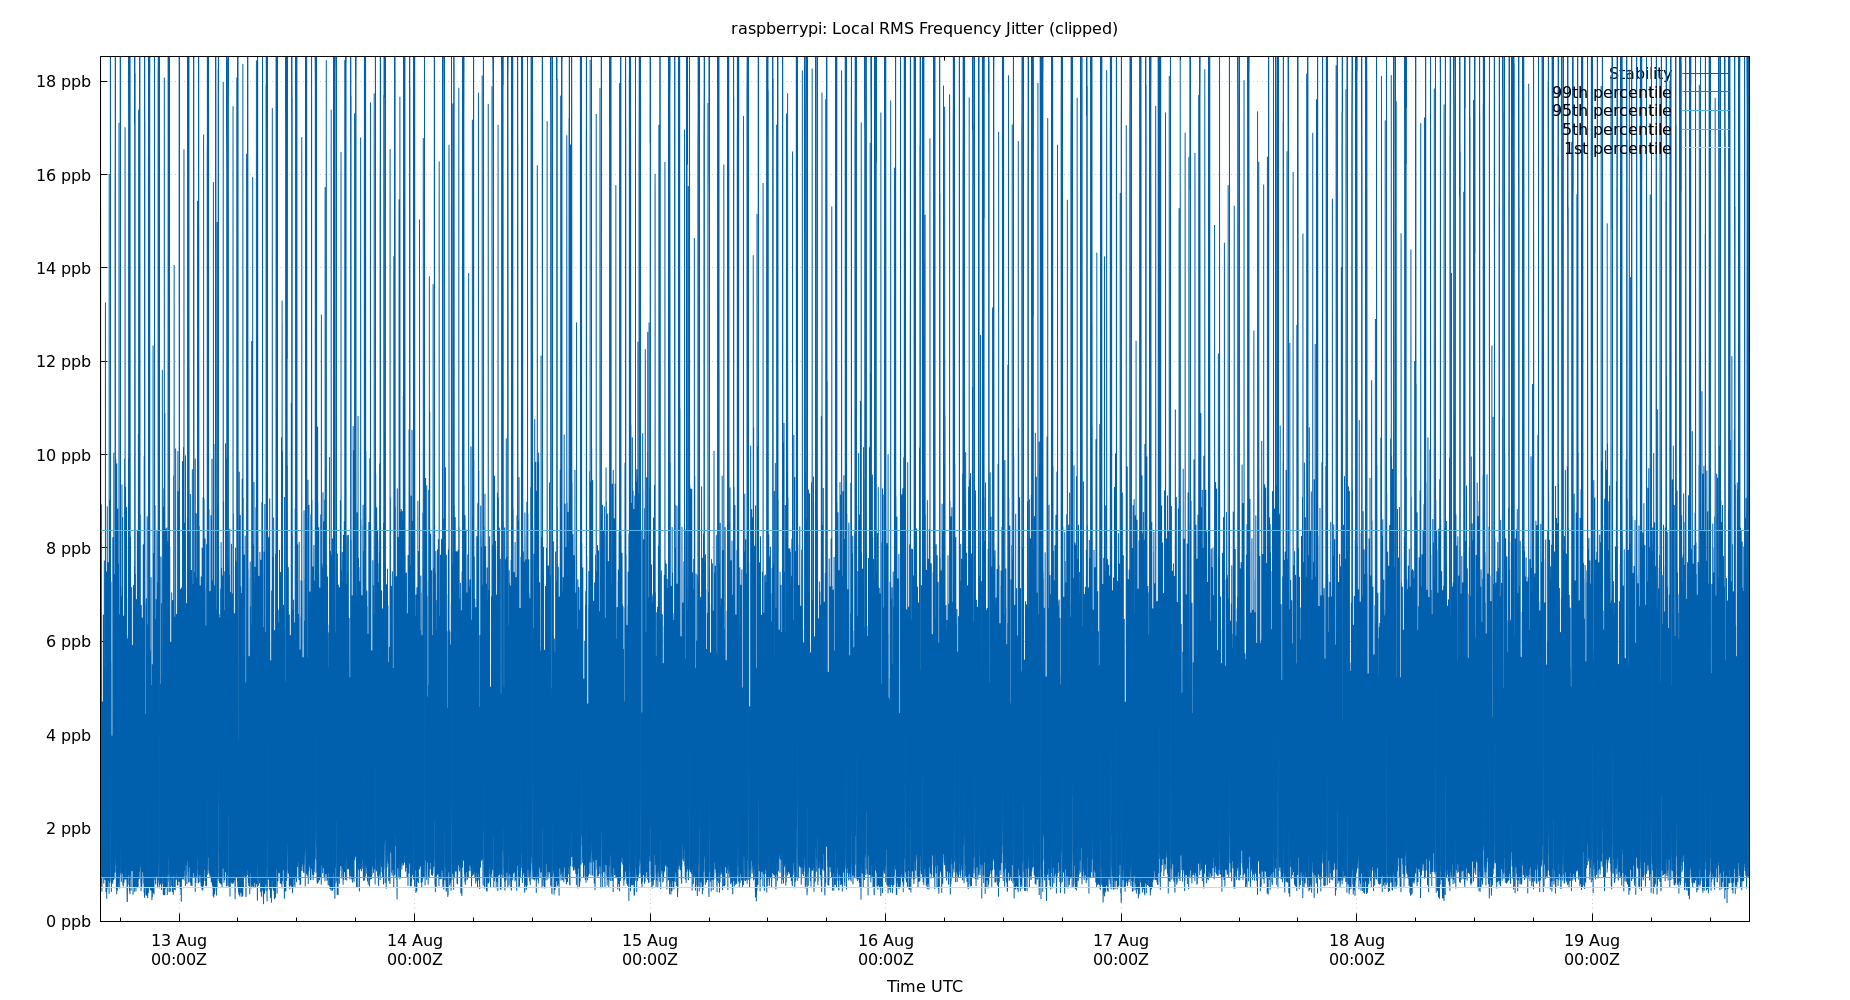 raspberrypi: Local RMS Frequency Jitter (clipped)
18 ppb
16 ppb
14 ppb
12 ppb
10 ppb
8 ppb
6 ppb
4 ppb
2 ppb
0 ppb
Stability
99th percentile
95th percentile
5th percentile
1st percentile
13 Aug 14 Aug 15 Aug 16 Aug 17 Aug 18 Aug 19 Aug
00:00Z 00:00Z 00:00Z 00:00Z 00:00Z 00:00Z 00:00Z
Time UTC